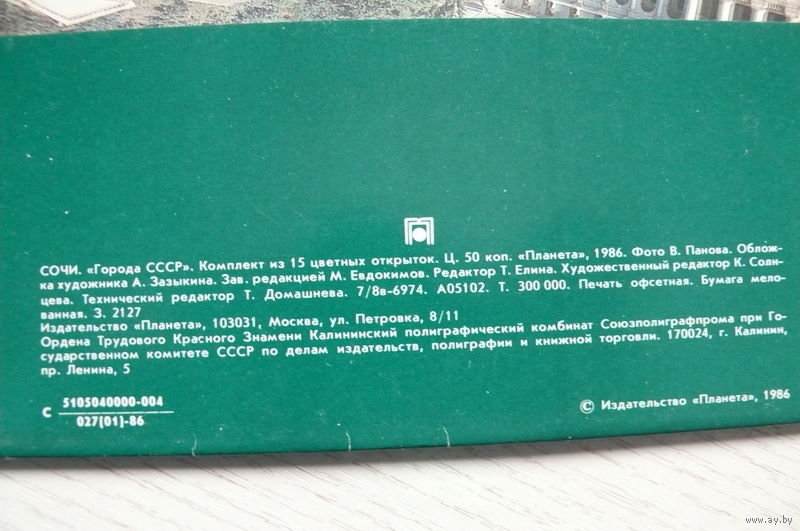 СОЧИ. «Города СССР». Комплект из 15 цветных открыток. Ц. 50 коп. «Планета», 1986. Фото В. Панова. Облож-
ка художника А. Зазыкина. Зав. редакцией М. Евдокимов. Редактор Т. Елина. Художественный редактор К. Солн-
цева. Технический редактор Т. Домашнева. 7/8в-6974. А05102. Т. 300 000. Печать офсетная. Бумага мело-
ванная. З. 2127
Издательство «Планета», 103031, Москва, ул. Петровка, 8/11
Ордена Трудового Красного Знамени Калининский полиграфический комбинат Союзполиграфпрома при Го-
сударственном комитете СССР по делам издательств, полиграфии и книжной торговли. 170024, г. Калинин,
пр. Ленина, 5
С 5105040000-004
027(01)-86
© Издательство «Планета», 1986
www.ay.by